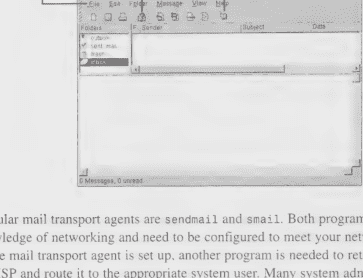 File Edit Folder Message View Help
Folders F Sender Subject Date
outbox
sent mail
trash
inbox
0 Messages, 0 unread
ular mail transport agents are sendmail and smail. Both program
ledge of networking and need to be configured to meet your net
e mail transport agent is set up, another program is needed to
SP and route it to the appropriate system user. Many system adn